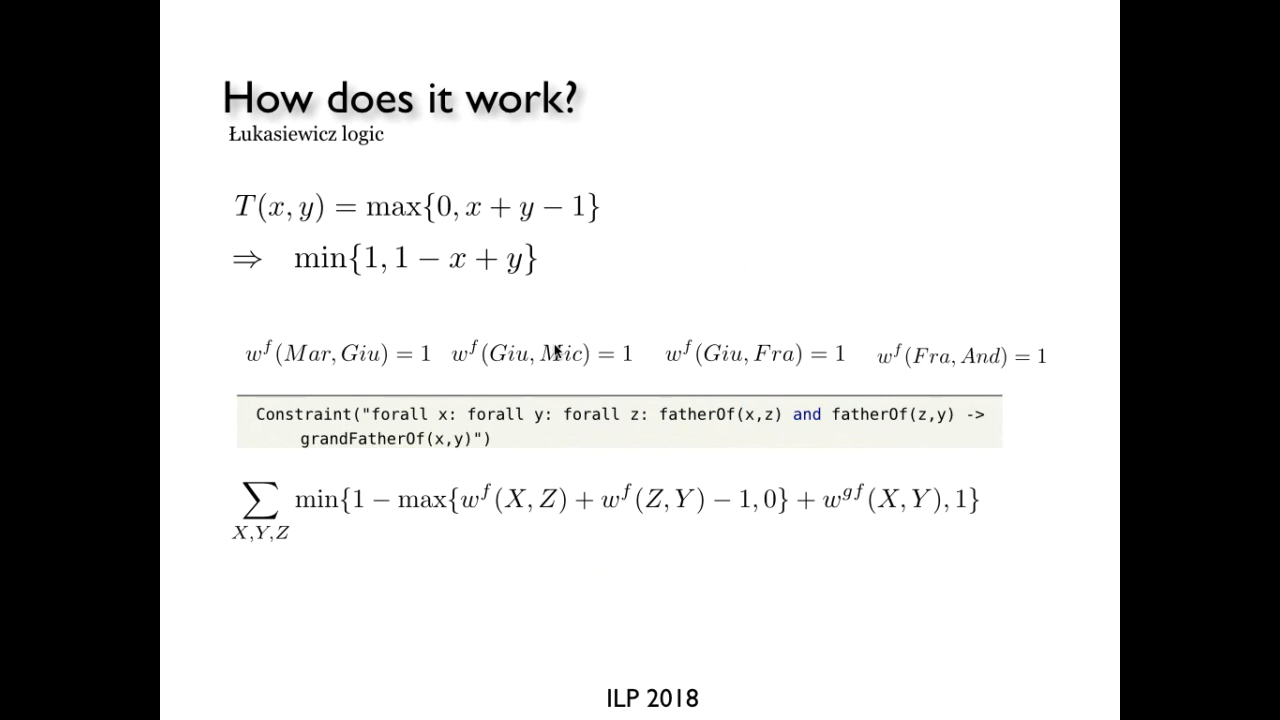 How does it work?
Łukasiewicz logic
T(x, y) = max{0, x + y − 1}
⇒ min{1, 1 − x + y}
w^f(Mar, Giu) = 1 w^f(Giu, Mic) = 1 w^f(Giu, Fra) = 1 w^f(Fra, And) = 1
Constraint("forall x: forall y: forall z: fatherOf(x,z) and fatherOf(z,y) ->
grandFatherOf(x,y)")
∑ min{1 − max{w^f(X, Z) + w^f(Z, Y) − 1, 0} + w^gf(X, Y), 1}
X,Y,Z
ILP 2018